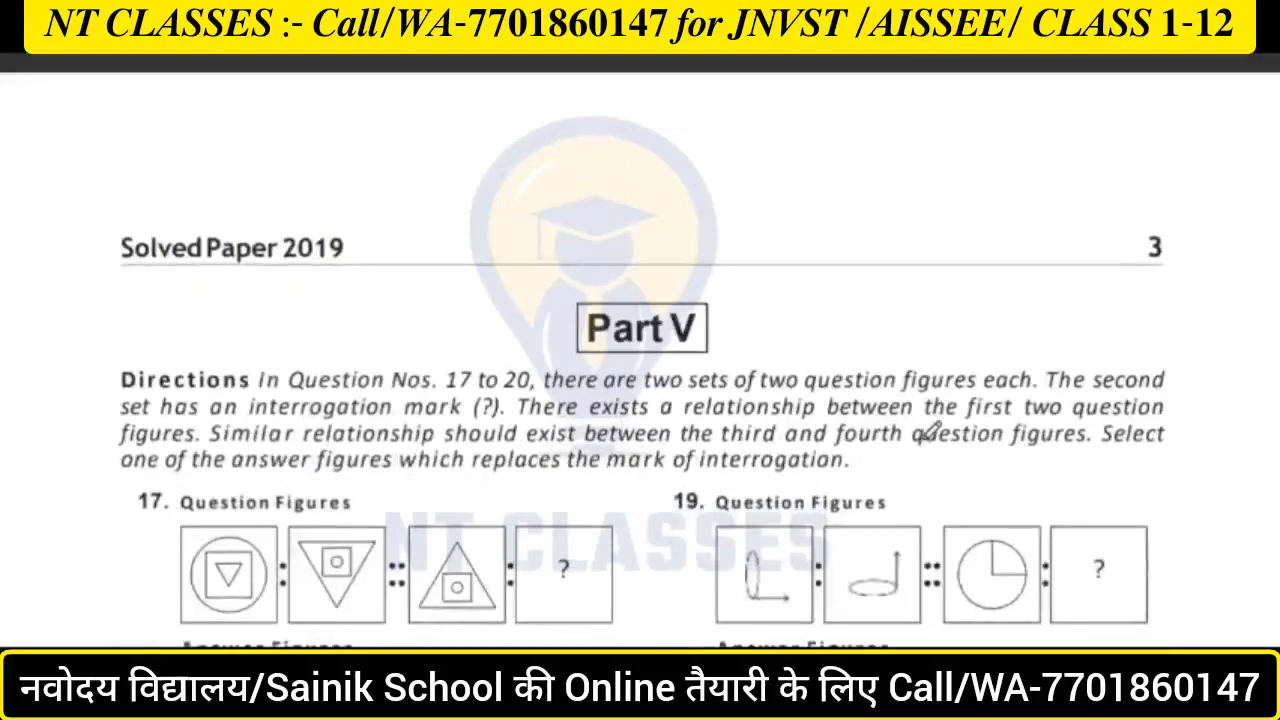 NT CLASSES :- Call/WA-7701860147 for JNVST /AISSEE/ CLASS 1-12
Solved Paper 2019
3
Part V
Directions In Question Nos. 17 to 20, there are two sets of two question figures each. The second
set has an interrogation mark (?). There exists a relationship between the first two question
figures. Similar relationship should exist between the third and fourth question figures. Select
one of the answer figures which replaces the mark of interrogation.
17. Question Figures
: :: : ?
19. Question Figures
: :: : ?
NT CLASSES
नवोदय विद्यालय/Sainik School की Online तैयारी के लिए Call/WA-7701860147